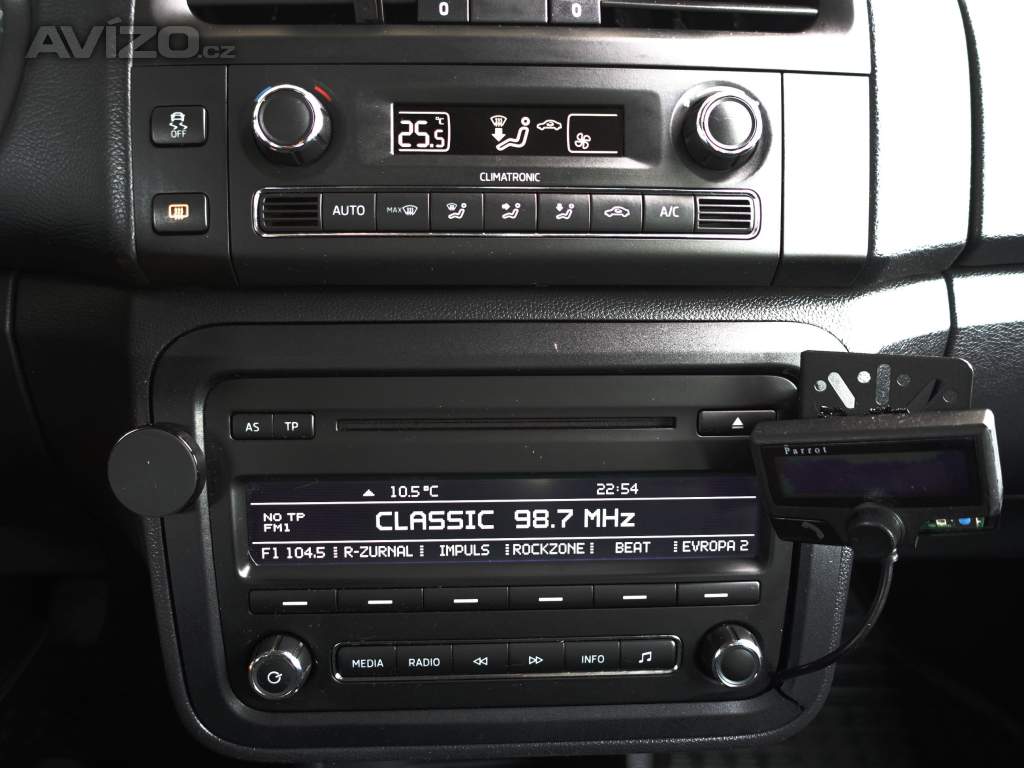 AVÍZO.cz
0 0
OFF
25.5 °C
CLIMATRONIC
AUTO MAX A/C
AS TP
Parrot
10.5 °C 22:54
NO TP
FM1
CLASSIC 98.7 MHz
F1 104.5 R-ZURNAL IMPULS ROCKZONE BEAT EVROPA 2
MEDIA RADIO INFO